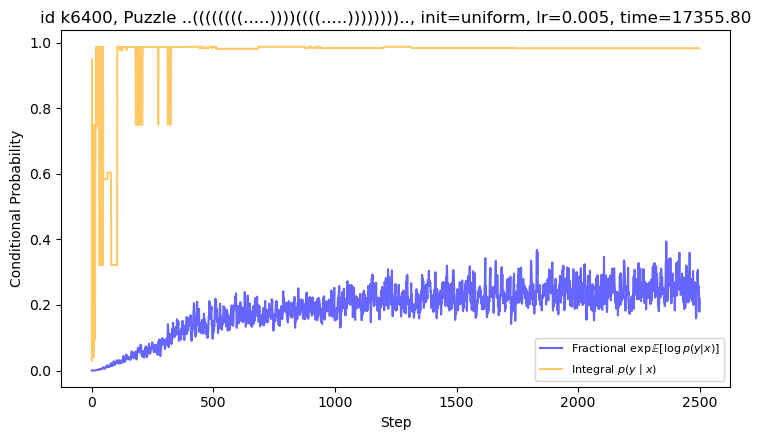 id k6400, Puzzle ..((((((((.....))))((((.....)))))))).., init=uniform, lr=0.005, time=17355.80
1.0
0.8
0.6
0.4
0.2
0.0
Conditional Probability
0
500
1000
1500
2000
2500
Step
Fractional exp𝔼[log p(y|x)]
Integral p(y | x)